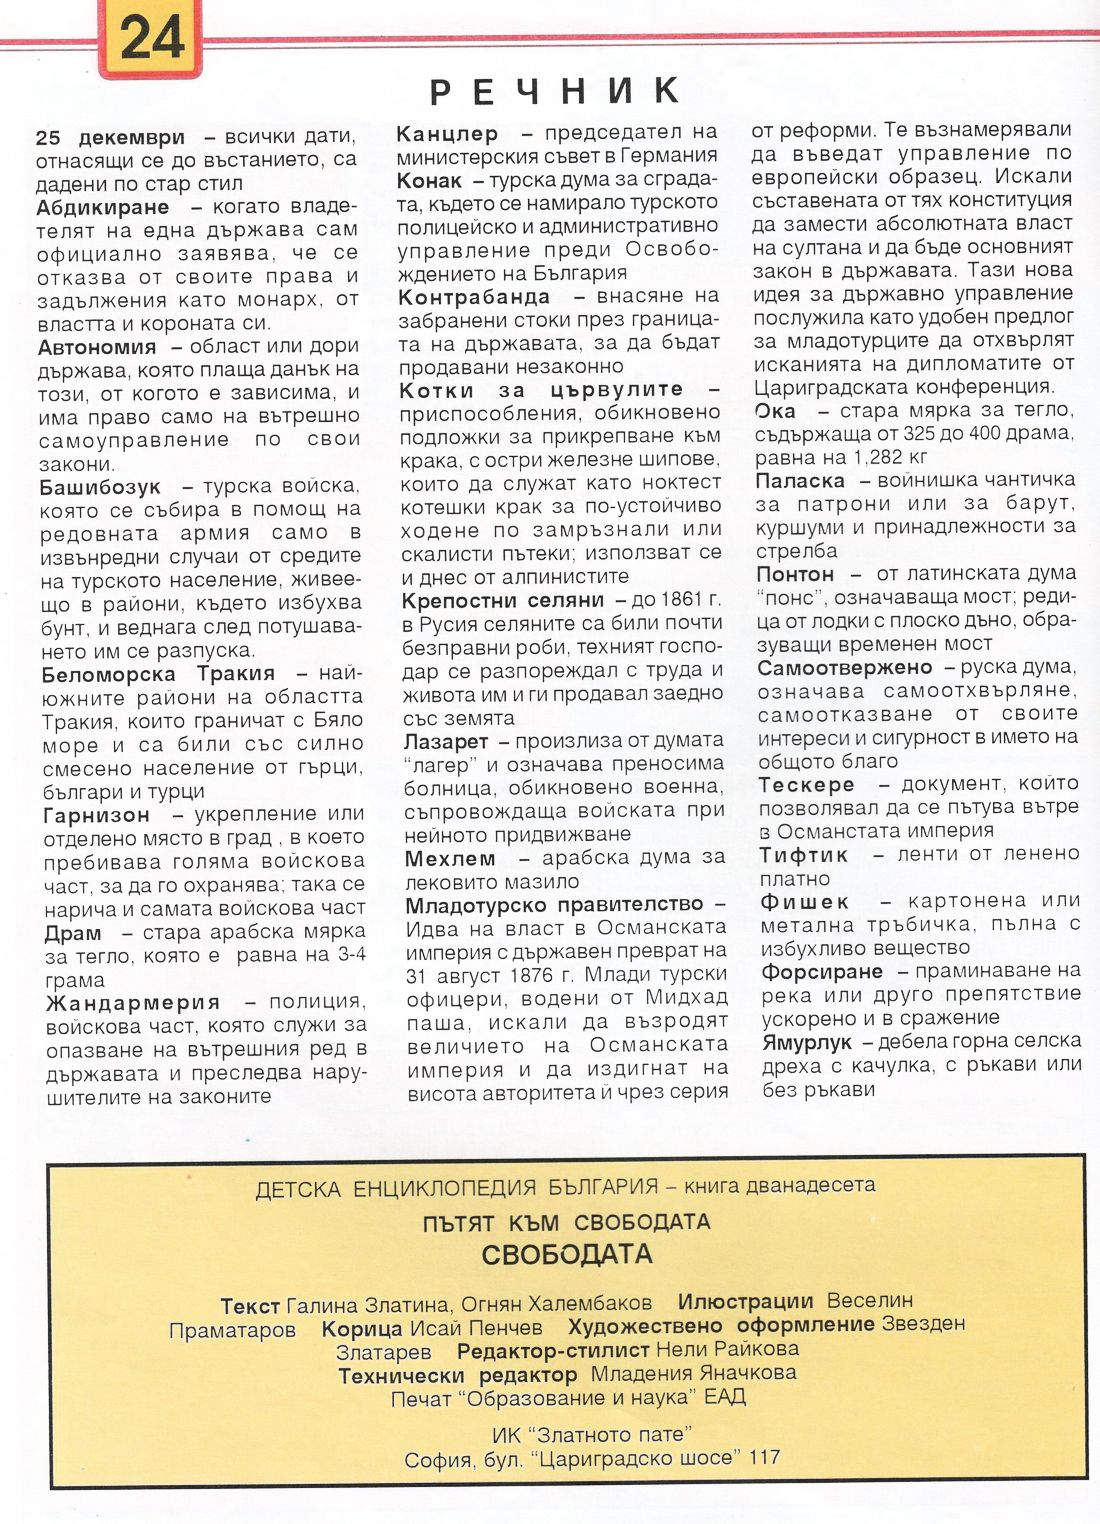 24
РЕЧНИК
25 декември – всички дати,
отнасящи се до въстанието, са
дадени по стар стил
Абдикиране – когато владе-
телят на една държава сам
официално заявява, че се
отказва от своите права и
задължения като монарх, от
властта и короната си.
Автономия – област или дори
държава, която плаща данък на
този, от когото е зависима, и
има право само на вътрешно
самоуправление по свои
закони.
Башибозук – турска войска,
която се събира в помощ на
редовната армия само в
извънредни случаи от средите
на турското население, живее-
що в райони, където избухва
бунт, и веднага след потушава-
нето им се разпуска.
Беломорска Тракия – най-
южните райони на областта
Тракия, които граничат с Бяло
море и са били със силно
смесено население от гърци,
българи и турци
Гарнизон – укрепление или
отделено място в град , в което
пребивава голяма войскова
част, за да го охранява; така се
нарича и самата войскова част
Драм – стара арабска мярка
за тегло, която е равна на 3-4
грама
Жандармерия – полиция,
войскова част, която служи за
опазване на вътрешния ред в
държавата и преследва нару-
шителите на законите
Канцлер – председател на
министерския съвет в Германия
Конак – турска дума за сграда-
та, където се намирало турското
полицейско и административно
управление преди Освобо-
ждението на България
Контрабанда – внасяне на
забранени стоки през граница-
та на държавата, за да бъдат
продавани незаконно
Котки за цървулите –
приспособления, обикновено
подложки за прикрепване към
крака, с остри железне шипове,
които да служат като ноктест
котешки крак за по-устойчиво
ходене по замръзнали или
скалисти пътеки; използват се
и днес от алпинистите
Крепостни селяни – до 1861 г.
в Русия селяните са били почти
безправни роби, техният госпо-
дар се разпореждал с труда и
живота им и ги продавал заедно
със земята
Лазарет – произлиза от думата
“лагер” и означава преносима
болница, обикновено военна,
съпровождаща войската при
нейното придвижване
Мехлем – арабска дума за
лековито мазило
Младотурско правителство –
Идва на власт в Османската
империя с държавен преврат на
31 август 1876 г. Млади турски
офицери, водени от Мидхад
паша, искали да възродят
величието на Османската
империя и да издигнат на
висота авторитета й чрез серия
от реформи. Те възнамерявали
да въведат управление по
европейски образец. Искали
съставената от тях конституция
да замести абсолютната власт
на султана и да бъде основният
закон в държавата. Тази нова
идея за държавно управление
послужила като удобен предлог
за младотурците да отхвърлят
исканията на дипломатите от
Цариградската конференция.
Ока – стара мярка за тегло,
съдържаща от 325 до 400 драма,
равна на 1,282 кг
Паласка – войнишка чантичка
за патрони или за барут,
куршуми и принадлежности за
стрелба
Понтон – от латинската дума
“понс”, означаваща мост; реди-
ца от лодки с плоско дъно, обра-
зуващи временен мост
Самоотвержено – руска дума,
означава самоотхвърляне,
самоотказване от своите
интереси и сигурност в името на
общото благо
Тескере – документ, който
позволявал да се пътува вътре
в Османстата империя
Тифтик – ленти от ленено
платно
Фишек – картонена или
метална тръбичка, пълна с
избухливо вещество
Форсиране – праминаване на
река или друго препятствие
ускорено и в сражение
Ямурлук – дебела горна селска
дреха с качулка, с ръкави или
без ръкави
ДЕТСКА ЕНЦИКЛОПЕДИЯ БЪЛГАРИЯ – книга дванадесета
ПЪТЯТ КЪМ СВОБОДАТА
СВОБОДАТА
Текст Галина Златина, Огнян Халембаков Илюстрации Веселин
Праматаров Корица Исай Пенчев Художествено оформление Звезден
Златарев Редактор-стилист Нели Райкова
Технически редактор Младения Яначкова
Печат “Образование и наука” ЕАД
ИК “Златното пате”
София, бул. “Цариградско шосе” 117